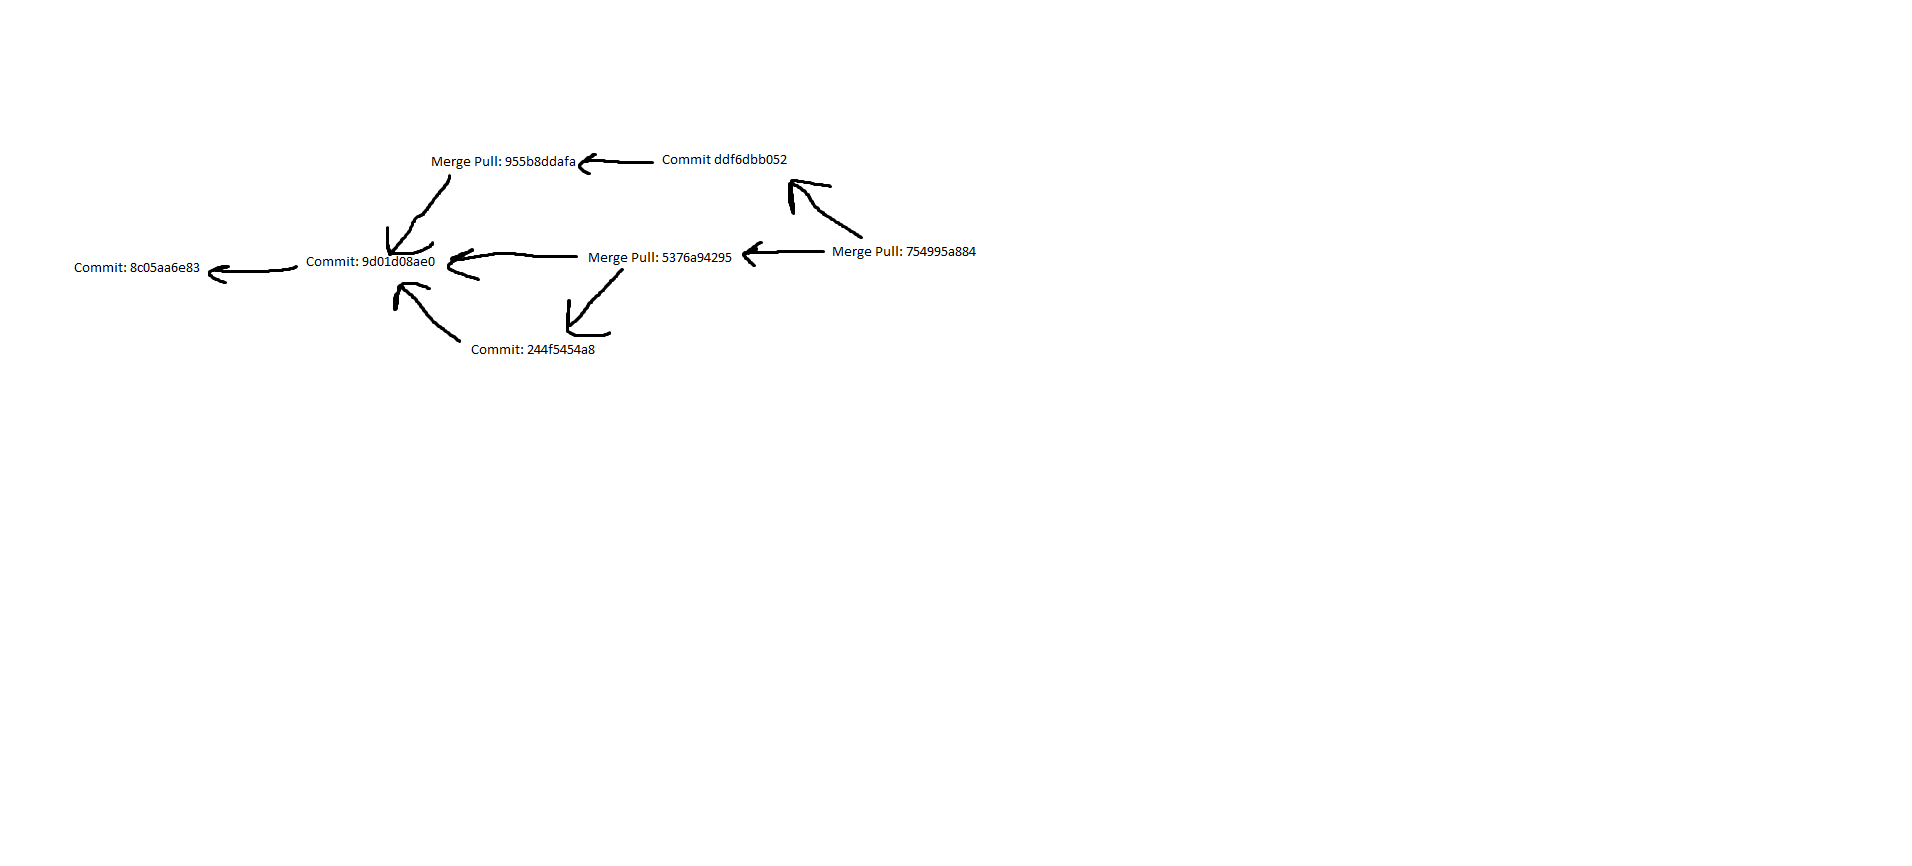 Merge Pull: 955b8ddafa
Commit ddf6dbb052
Commit: 8c05aa6e83
Commit: 9d01d08ae0
Merge Pull: 5376a94295
Merge Pull: 754995a884
Commit: 244f5454a8